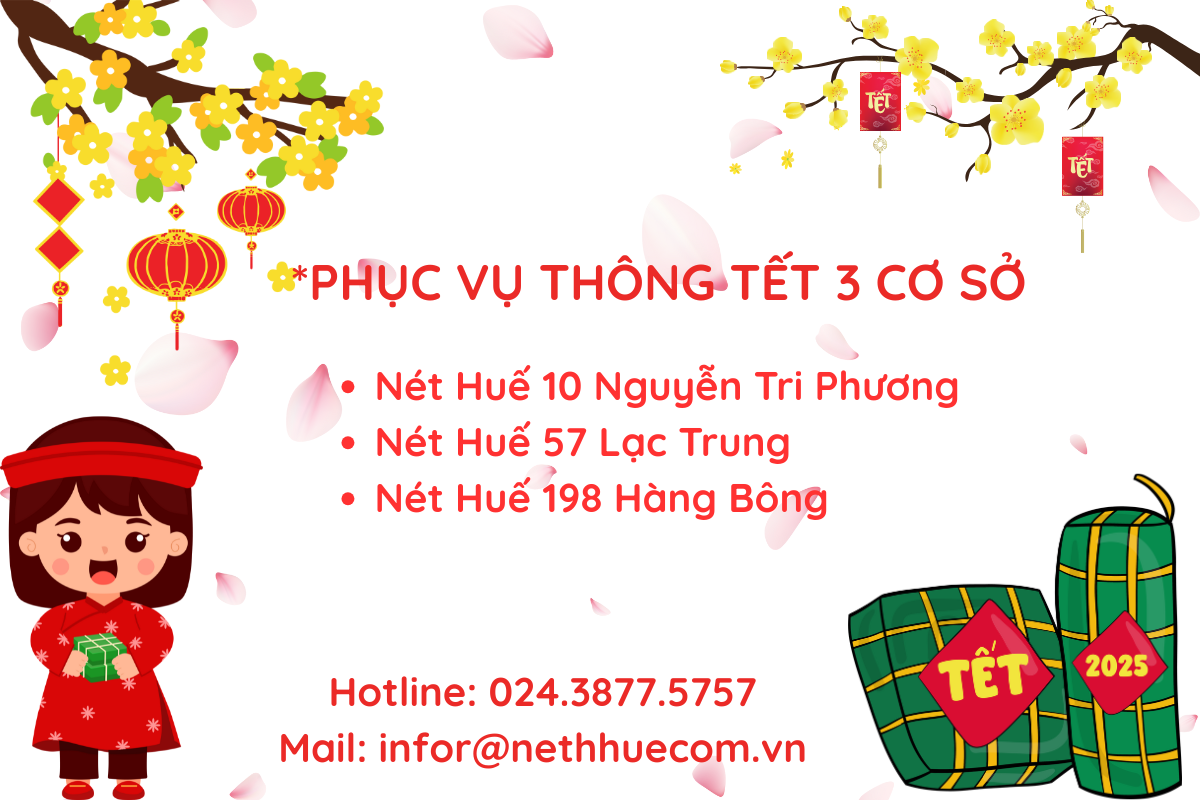 TẾT
TẾT
*PHỤC VỤ THÔNG TẾT 3 CƠ SỞ
• Nét Huế 10 Nguyễn Tri Phương
• Nét Huế 57 Lạc Trung
• Nét Huế 198 Hàng Bông
Hotline: 024.3877.5757
Mail: infor@nethhuecom.vn
TẾT
2025